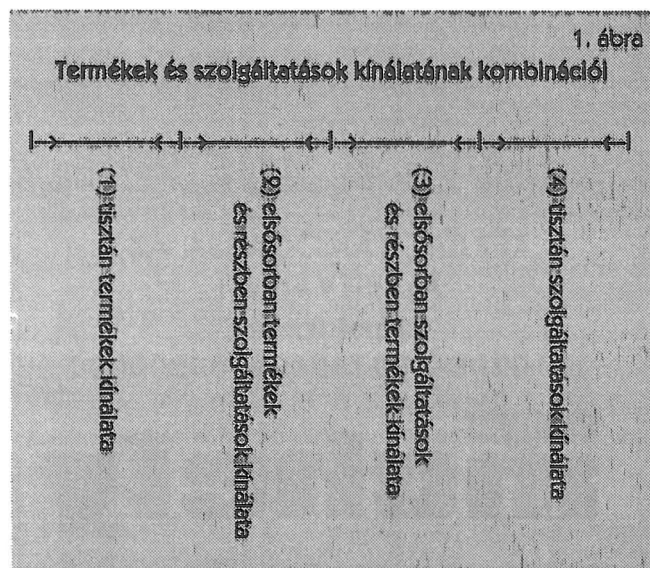 1. ábra
Termékek és szolgáltatások kínálatának kombinációi
(1) tisztán termékek kínálata
(2) elsősorban termékek
és részben szolgáltatások kínálata
(3) elsősorban szolgáltatások
és részben termékek kínálata
(4) tisztán szolgáltatások kínálata